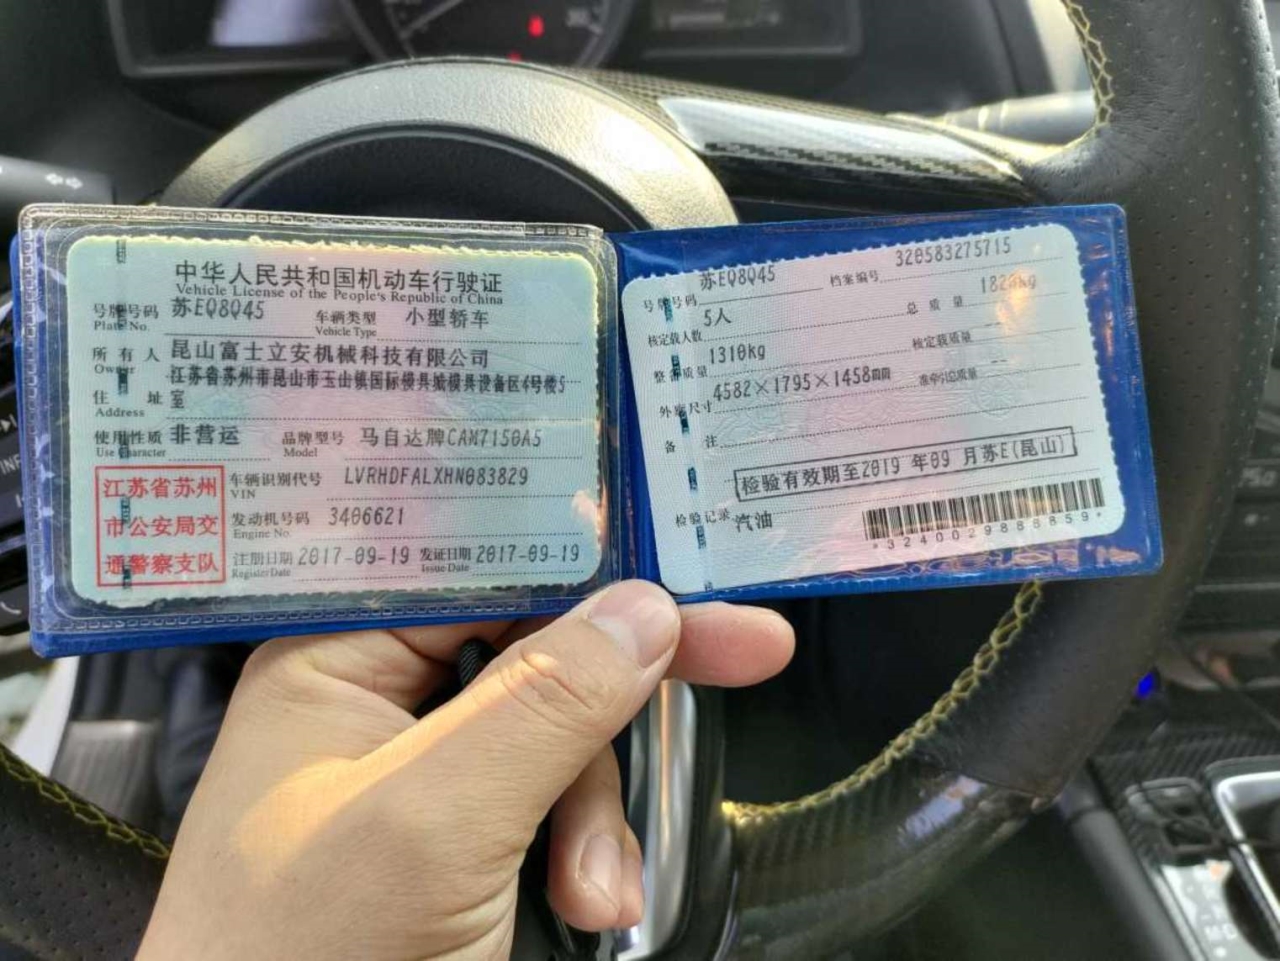 中华人民共和国机动车行驶证
Vehicle License of the People's Republic of China
号牌号码 苏EQ8Q45 车辆类型 小型轿车
Plate No. Vehicle Type
所有人 昆山富士立安机械科技有限公司
Owner
江苏省苏州市昆山市玉山镇国际模具城模具设备区4号楼5
住址 室
Address
使用性质 非营运 品牌型号 马自达牌CAM7150A5
Use Character Model
江苏省苏州
市公安局交
通警察支队
车辆识别代号 LVRHDFALXHN083829
VIN
发动机号码 3406621
Engine No.
注册日期 2017-09-19 发证日期 2017-09-19
Register Date Issue Date
号牌号码 苏EQ8Q45 档案编号 320583275715
核定载人数 5人 总质量 kg
整备质量 1310kg 核定载质量 --
外廓尺寸 4582×1795×1458mm 准牵引总质量
备注
检验有效期至2019 年09 月苏E(昆山)
检验记录 汽油
*3240029888859*